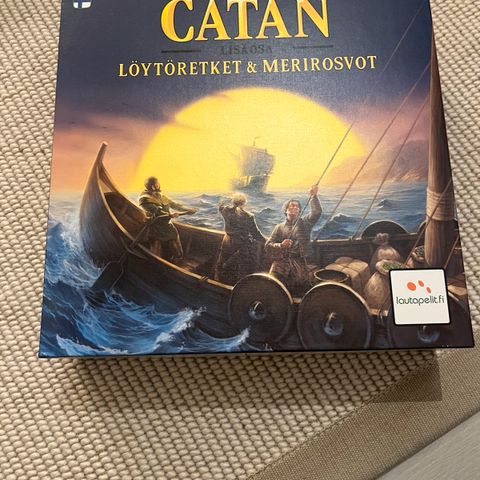 CATAN
LISÄOSA
LÖYTÖRETKET & MERIROSVOT
lautapelit.fi